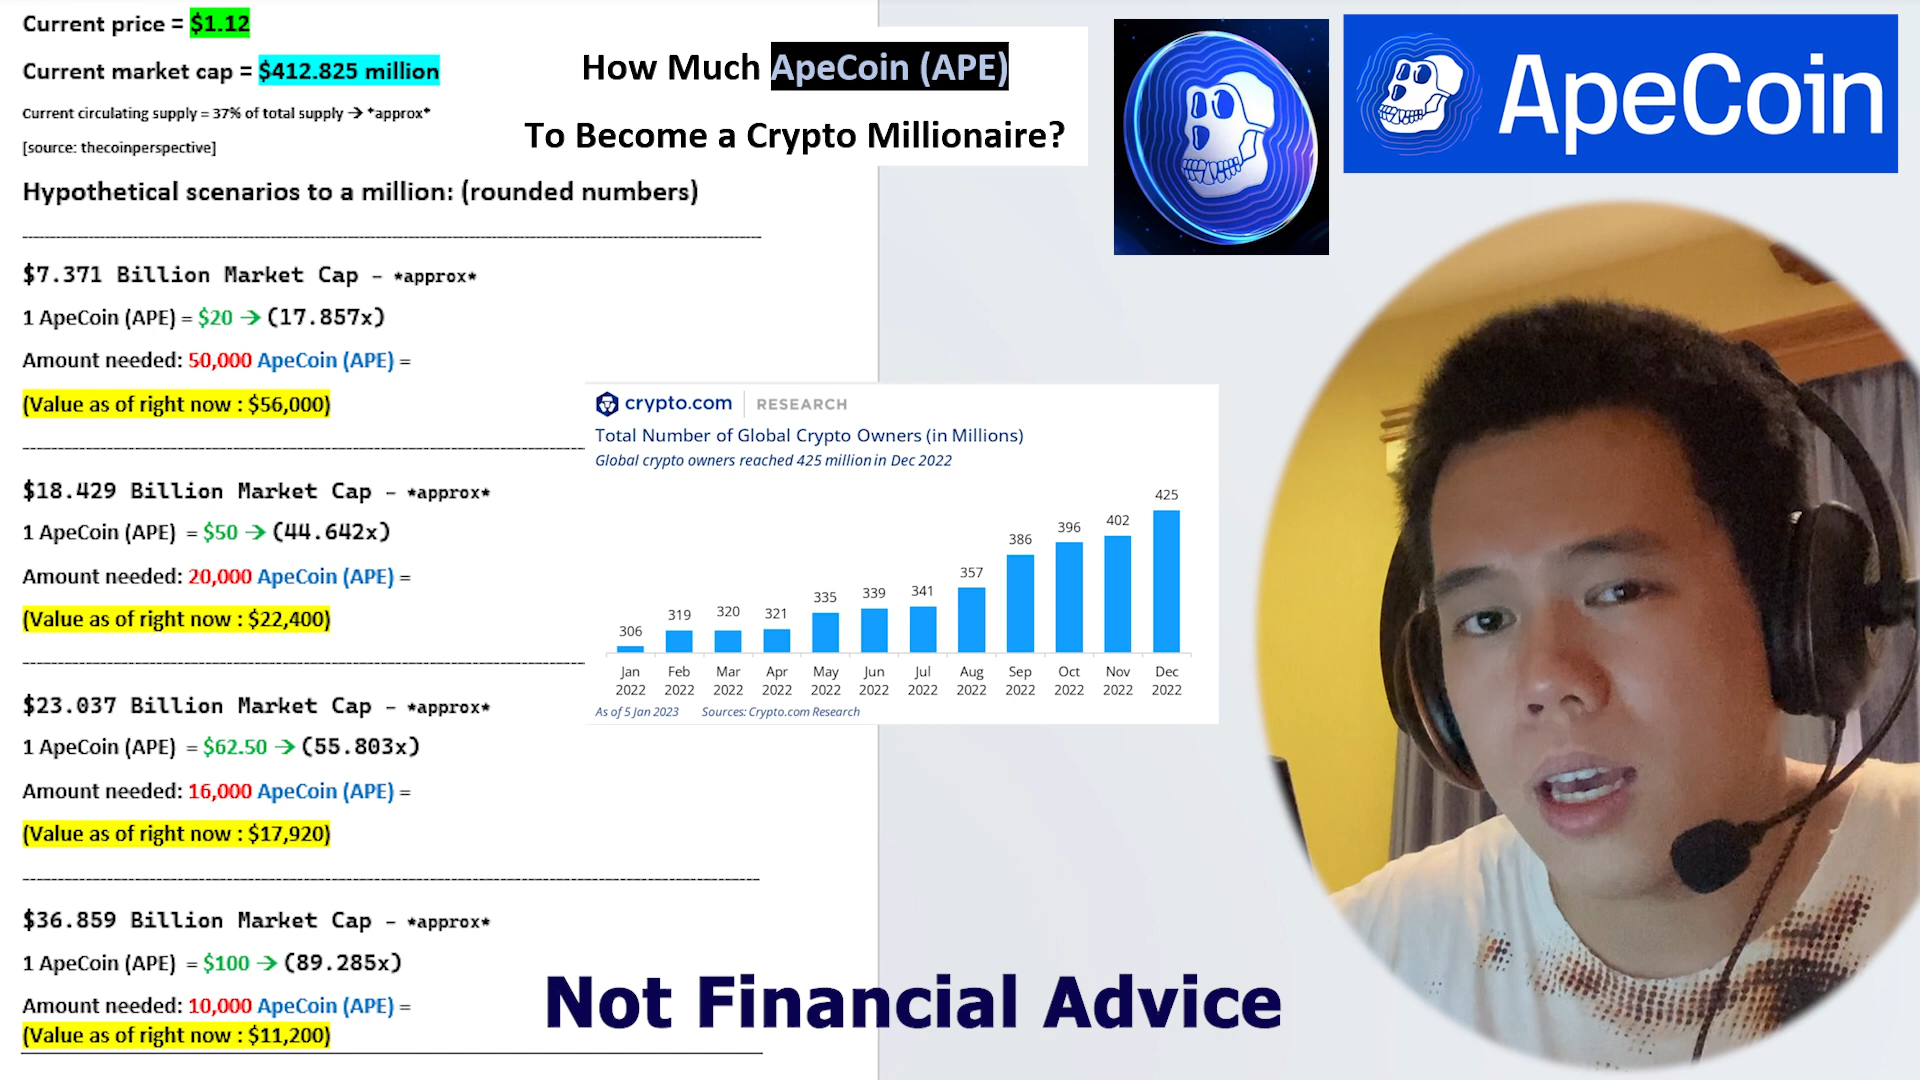 Current price = $1.12
Current market cap = $412.825 million
Current circulating supply = 37% of total supply → *approx*
[source: thecoinperspective]
How Much ApeCoin (APE)
To Become a Crypto Millionaire?
ApeCoin
Hypothetical scenarios to a million: (rounded numbers)
$7.371 Billion Market Cap – *approx*
1 ApeCoin (APE) = $20 → (17.857x)
Amount needed: 50,000 ApeCoin (APE) =
(Value as of right now : $56,000)
$18.429 Billion Market Cap – *approx*
1 ApeCoin (APE) = $50 → (44.642x)
Amount needed: 20,000 ApeCoin (APE) =
(Value as of right now : $22,400)
$23.037 Billion Market Cap – *approx*
1 ApeCoin (APE) = $62.50 → (55.803x)
Amount needed: 16,000 ApeCoin (APE) =
(Value as of right now : $17,920)
$36.859 Billion Market Cap – *approx*
1 ApeCoin (APE) = $100 → (89.285x)
Amount needed: 10,000 ApeCoin (APE) =
(Value as of right now : $11,200)
crypto.com RESEARCH
Total Number of Global Crypto Owners (in Millions)
Global crypto owners reached 425 million in Dec 2022
306 319 320 321 335 339 341 357 386 396 402 425
Jan Feb Mar Apr May Jun Jul Aug Sep Oct Nov Dec
2022 2022 2022 2022 2022 2022 2022 2022 2022 2022 2022 2022
As of 5 Jan 2023 Sources: Crypto.com Research
Not Financial Advice